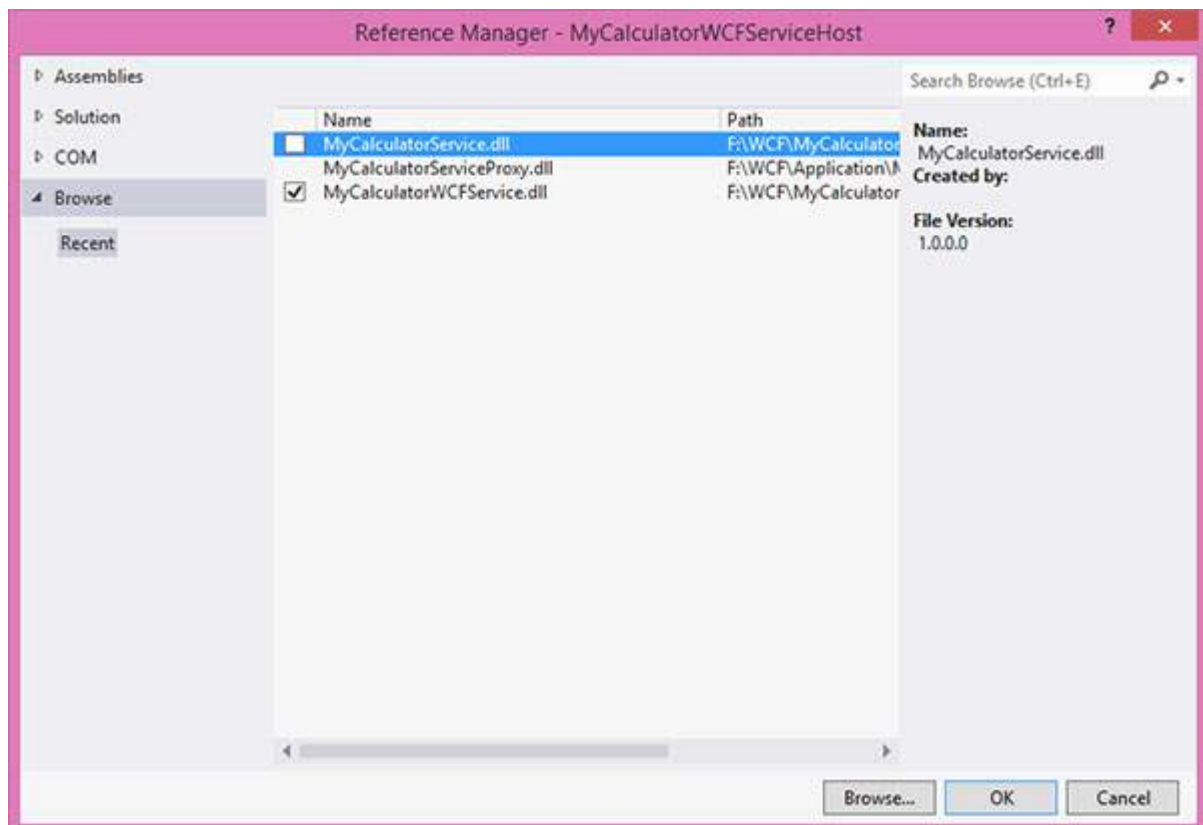 Reference Manager - MyCalculatorWCFServiceHost ?
Assemblies
Solution
COM
Browse
Recent
Name Path
MyCalculatorService.dll F:\WCF\MyCalculator
MyCalculatorServiceProxy.dll F:\WCF\Application\
MyCalculatorWCFService.dll F:\WCF\MyCalculator
Search Browse (Ctrl+E)
Name:
MyCalculatorService.dll
Created by:
File Version:
1.0.0.0
Browse... OK Cancel